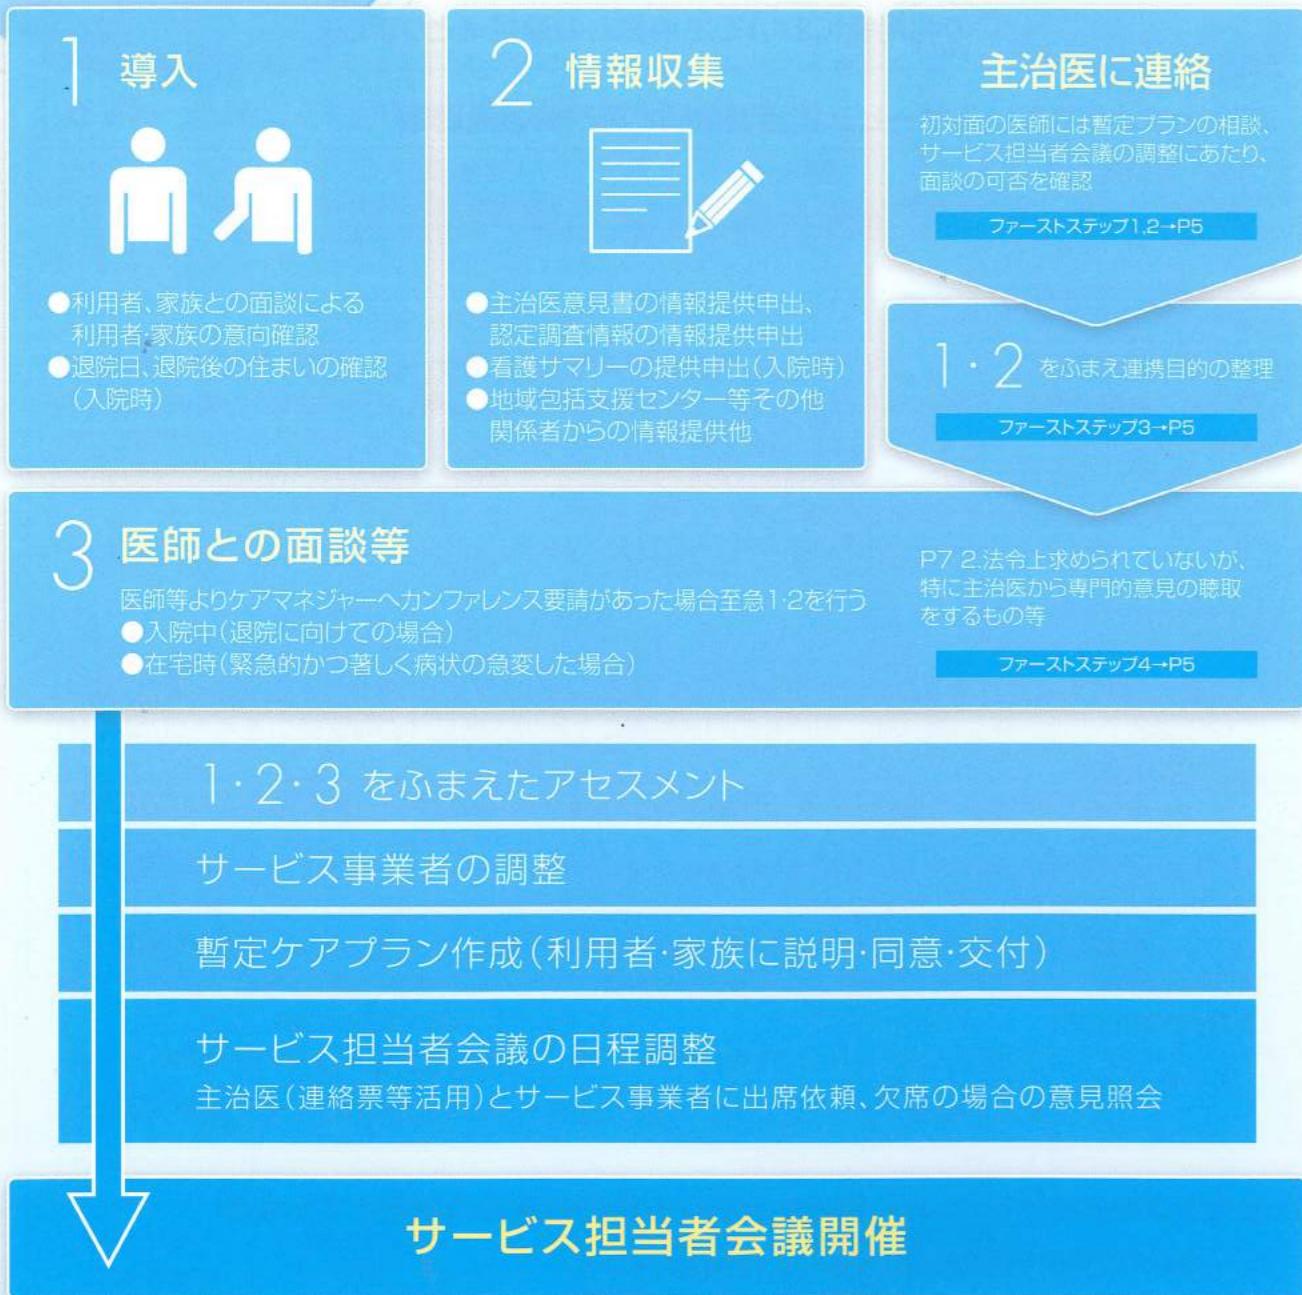 1 導入
●利用者、家族との面談による
利用者・家族の意向確認
●退院日、退院後の住まいの確認
(入院時)
2 情報収集
●主治医意見書の情報提供申出、
認定調査情報の情報提供申出
●看護サマリーの提供申出(入院時)
●地域包括支援センター等その他
関係者からの情報提供他
主治医に連絡
初対面の医師には暫定プランの相談、
サービス担当者会議の調整にあたり、
面談の可否を確認
ファーストステップ1,2→P5
1・2 をふまえ連携目的の整理
ファーストステップ3→P5
3 医師との面談等
医師等よりケアマネジャーへカンファレンス要請があった場合至急1・2を行う
●入院中(退院に向けての場合)
●在宅時(緊急的かつ著しく病状の急変した場合)
P7 2.法令上求められていないが、
特に主治医から専門的意見の聴取
をするもの等
ファーストステップ4→P5
1・2・3 をふまえたアセスメント
サービス事業者の調整
暫定ケアプラン作成(利用者・家族に説明・同意・交付)
サービス担当者会議の日程調整
主治医(連絡票等活用)とサービス事業者に出席依頼、欠席の場合の意見照会
サービス担当者会議開催